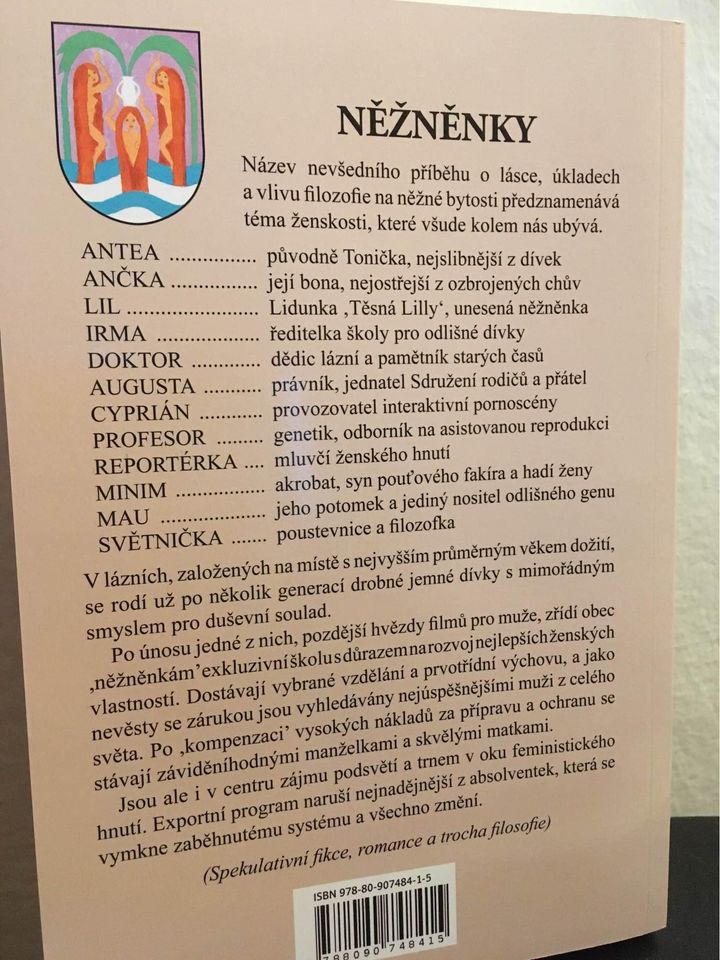 NĚŽNĚNKY
Název nevšedního příběhu o lásce, úkladech
a vlivu filozofie na něžné bytosti předznamenává
téma ženskosti, které všude kolem nás ubývá.
ANTEA ................ původně Tonička, nejslibnější z dívek
ANČKA ................ její bona, nejostřejší z ozbrojených chův
LIL ........................ Lidunka ‚Těsná Lilly‘, unesená něžněnka
IRMA ................... ředitelka školy pro odlišné dívky
DOKTOR ............. dědic lázní a pamětník starých časů
AUGUSTA ........... právník, jednatel Sdružení rodičů a přátel
CYPRIÁN ............ provozovatel interaktivní pornoscény
PROFESOR ......... genetik, odborník na asistovanou reprodukci
REPORTÉRKA .... mluvčí ženského hnutí
MINIM ................. akrobat, syn pouťového fakíra a hadí ženy
MAU .................... jeho potomek a jediný nositel odlišného genu
SVĚTNIČKA ....... poustevnice a filozofka
V lázních, založených na místě s nejvyšším průměrným věkem dožití,
se rodí už po několik generací drobné jemné dívky s mimořádným
smyslem pro duševní soulad.
Po únosu jedné z nich, pozdější hvězdy filmů pro muže, zřídí obec
‚něžněnkám’ exkluzivní školu s důrazem na rozvoj nejlepších ženských
vlastností. Dostávají vybrané vzdělání a prvotřídní výchovu, a jako
nevěsty se zárukou jsou vyhledávány nejúspěšnějšími muži z celého
světa. Po ‚kompenzaci’ vysokých nákladů za přípravu a ochranu se
stávají záviděníhodnými manželkami a skvělými matkami.
Jsou ale i v centru zájmu podsvětí a trnem v oku feministického
hnutí. Exportní program naruší nejnadějnější z absolventek, která se
vymkne zaběhnutému systému a všechno změní.
(Spekulativní fikce, romance a trocha filosofie)
ISBN 978-80-907484-1-5
788090 748415